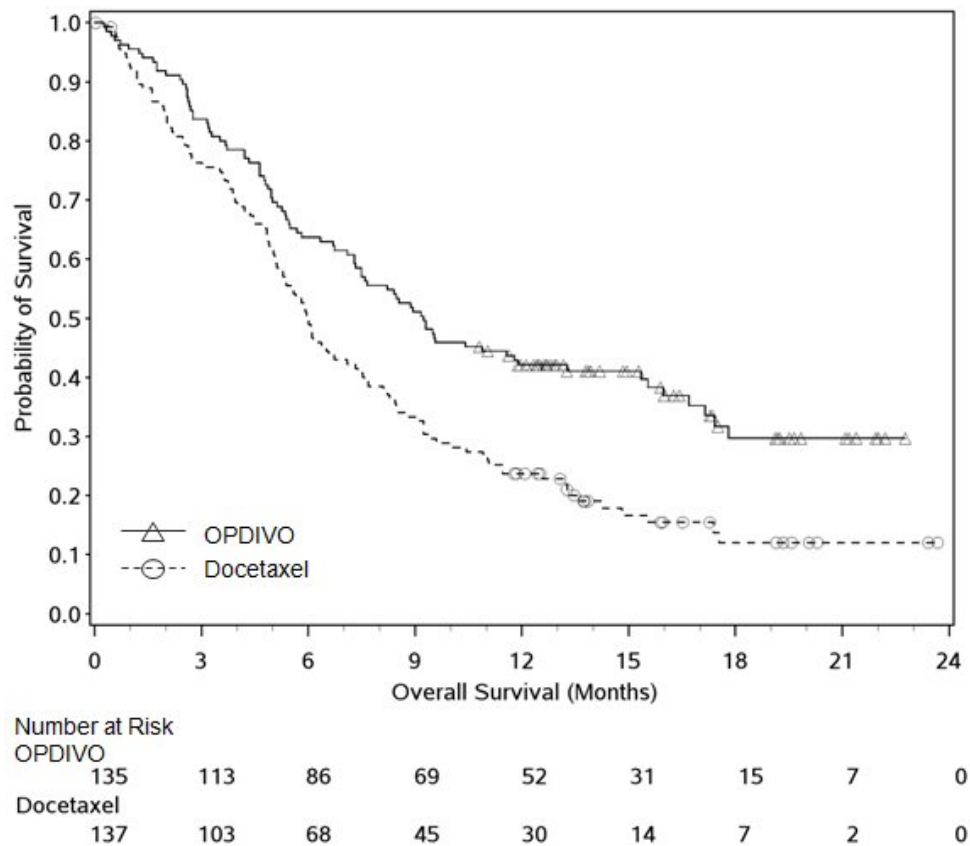 1.0
0.9
0.8
0.7
0.6
0.5
0.4
0.3
0.2
0.1
0.0
Probability of Survival
OPDIVO
Docetaxel
0 3 6 9 12 15 18 21 24
Overall Survival (Months)
Number at Risk
OPDIVO
135 113 86 69 52 31 15 7 0
Docetaxel
137 103 68 45 30 14 7 2 0